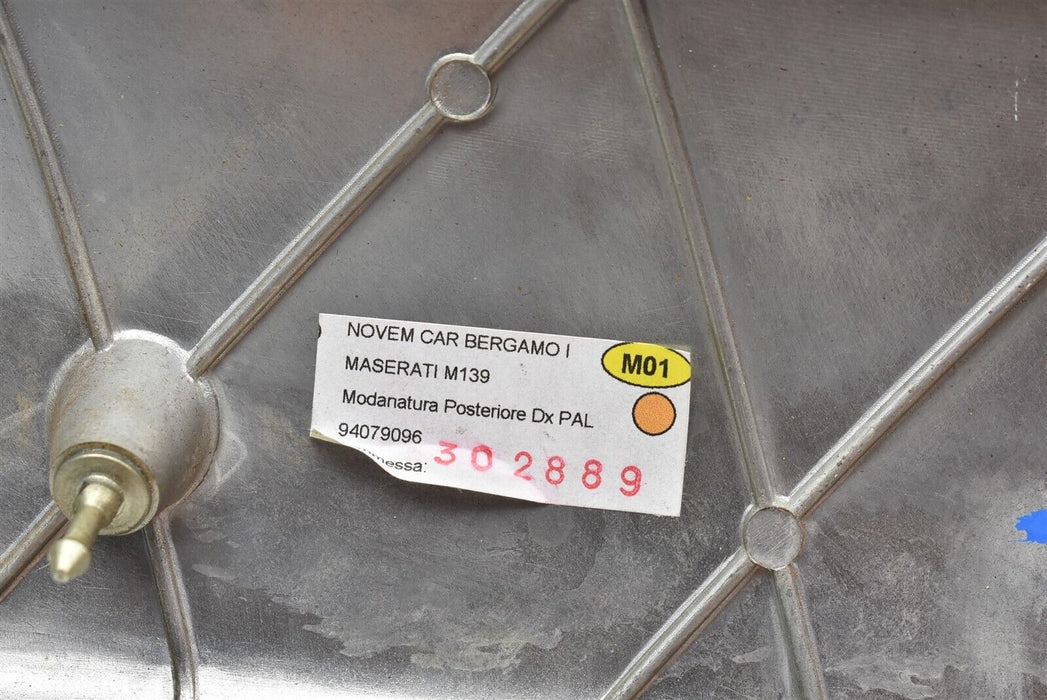 NOVEM CAR BERGAMO I
M01
MASERATI M139
Modanatura Posteriore Dx PAL
94079096
302889